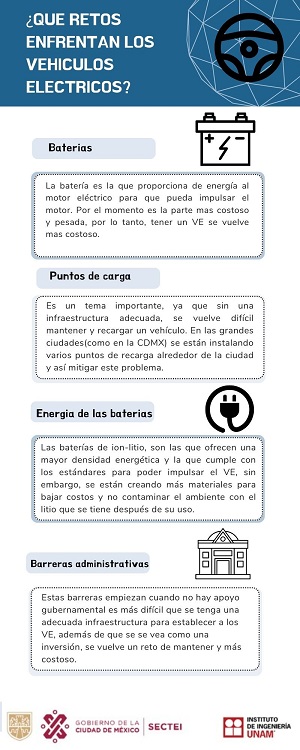 ¿QUE RETOS
ENFRENTAN LOS
VEHICULOS
ELECTRICOS?
Baterias
La batería es la que proporciona de energía al
motor eléctrico para que pueda impulsar el
motor. Por el momento es la parte mas costoso
y pesada, por lo tanto, tener un VE se vuelve
mas costoso.
Puntos de carga
Es un tema importante, ya que sin una
infraestructura adecuada, se vuelve difícil
mantener y recargar un vehículo. En las grandes
ciudades(como en la CDMX) se están instalando
varios puntos de recarga alrededor de la ciudad
y así mitigar este problema.
Energia de las baterias
Las baterías de ion-litio, son las que ofrecen una
mayor densidad energética y la que cumple con
los estándares para poder impulsar el VE, sin
embargo, se están creando más materiales para
bajar costos y no contaminar el ambiente con el
litio que se tiene después de su uso.
Barreras administrativas
Estas barreras empiezan cuando no hay apoyo
gubernamental es más difícil que se tenga una
adecuada infraestructura para establecer a los
VE, además de que se se vea como una
inversión, se vuelve un reto de mantener y más
costoso.
GOBIERNO DE LA
CIUDAD DE MÉXICO
SECTEI
INSTITUTO
DE INGENIERÍA
UNAM